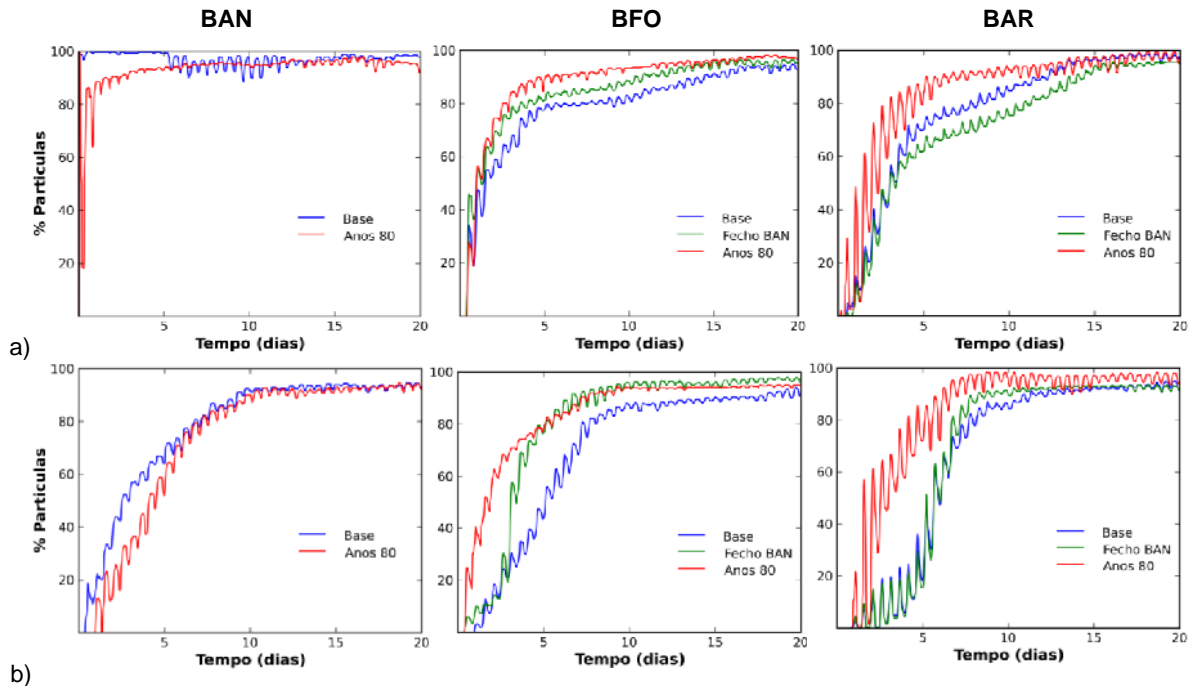 BAN BFO BAR
100 100 100
80 80 80
60 60 60
40 40 40
20 20 20
% Particulas
Base
Anos 80
Base
Fecho BAN
Anos 80
Base
Fecho BAN
Anos 80
5 10 15 20 5 10 15 20 5 10 15 20
Tempo (dias) Tempo (dias) Tempo (dias)
a)
100 100 100
80 80 80
60 60 60
40 40 40
20 20 20
% Particulas
Base
Anos 80
Base
Fecho BAN
Anos 80
Base
Fecho BAN
Anos 80
5 10 15 20 5 10 15 20 5 10 15 20
Tempo (dias) Tempo (dias) Tempo (dias)
b)